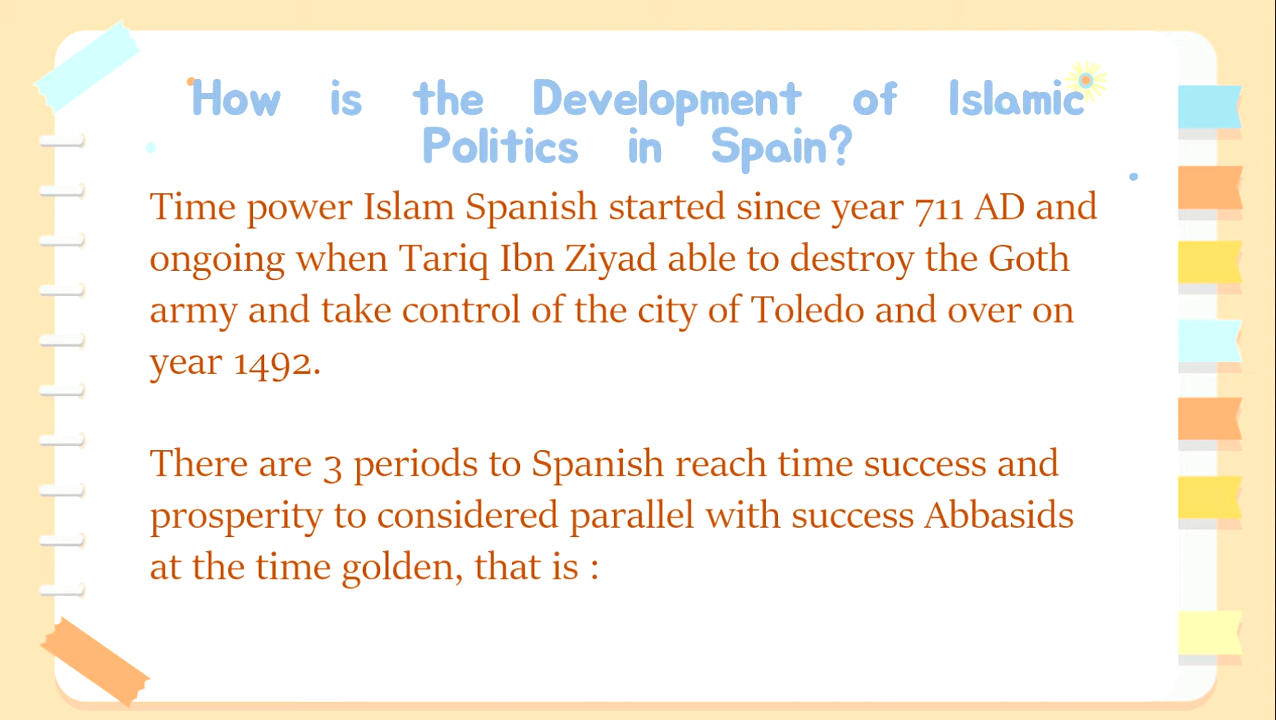 How is the Development of Islamic
Politics in Spain?
Time power Islam Spanish started since year 711 AD and
ongoing when Tariq Ibn Ziyad able to destroy the Goth
army and take control of the city of Toledo and over on
year 1492.
There are 3 periods to Spanish reach time success and
prosperity to considered parallel with success Abbasids
at the time golden, that is :